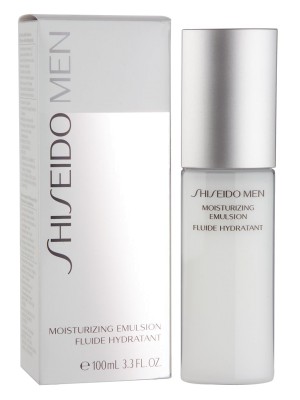 SHISEIDO MEN
MOISTURIZING EMULSION
FLUIDE HYDRATANT
℮ 100mL 3.3 FL.OZ.
SHISEIDO MEN
MOISTURIZING
EMULSION
FLUIDE HYDRATANT